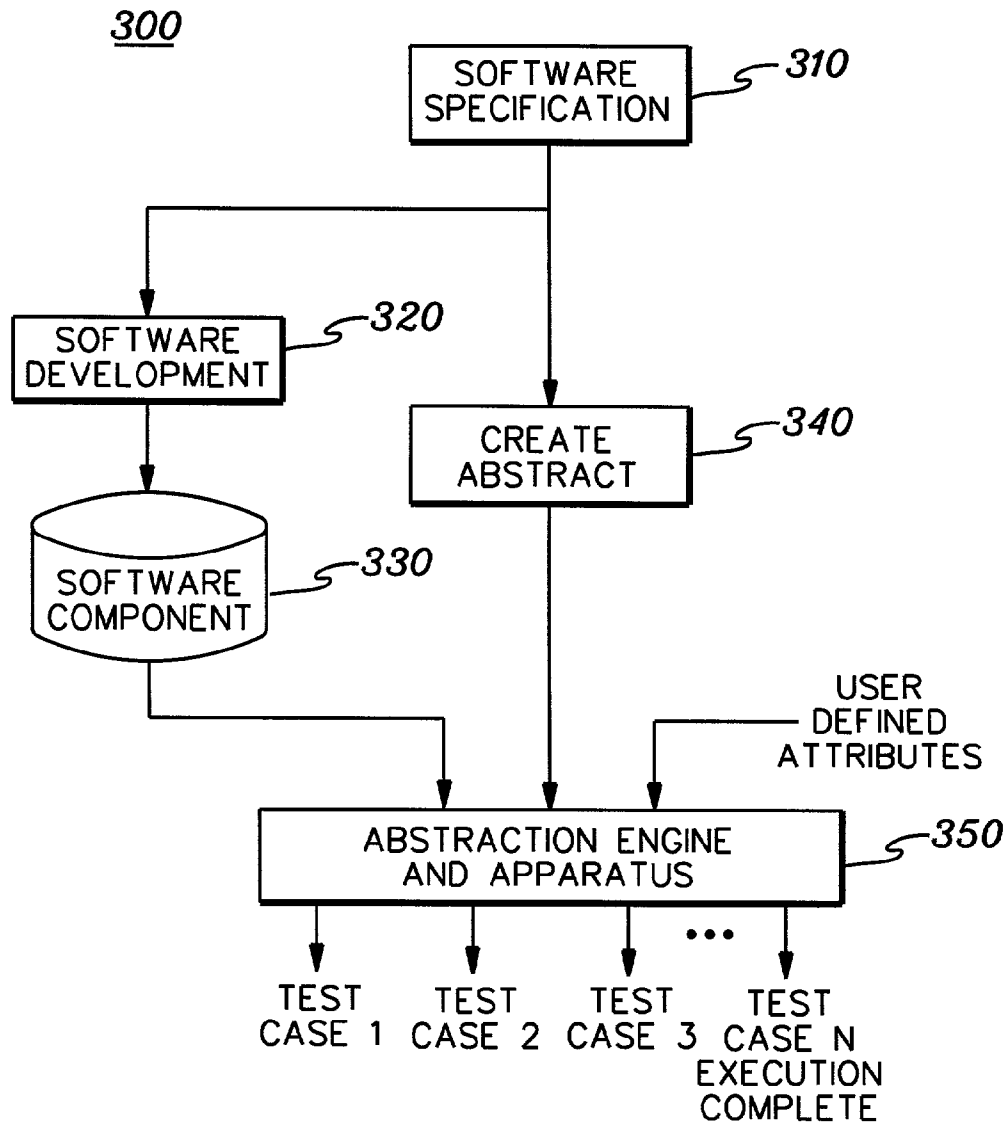 300
SOFTWARE
SPECIFICATION
310
SOFTWARE
DEVELOPMENT
320
CREATE
ABSTRACT
340
SOFTWARE
COMPONENT
330
USER
DEFINED
ATTRIBUTES
ABSTRACTION ENGINE
AND APPARATUS
350
•••
TEST
CASE 1
TEST
CASE 2
TEST
CASE 3
TEST
CASE N
EXECUTION
COMPLETE